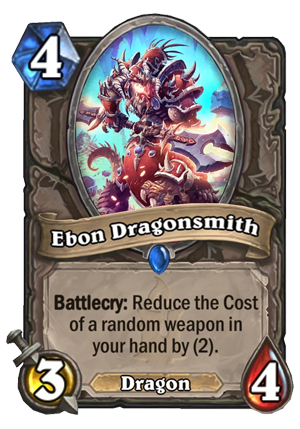 4
Ebon Dragonsmith
Battlecry: Reduce the Cost
of a random weapon in
your hand by (2).
3
Dragon
4